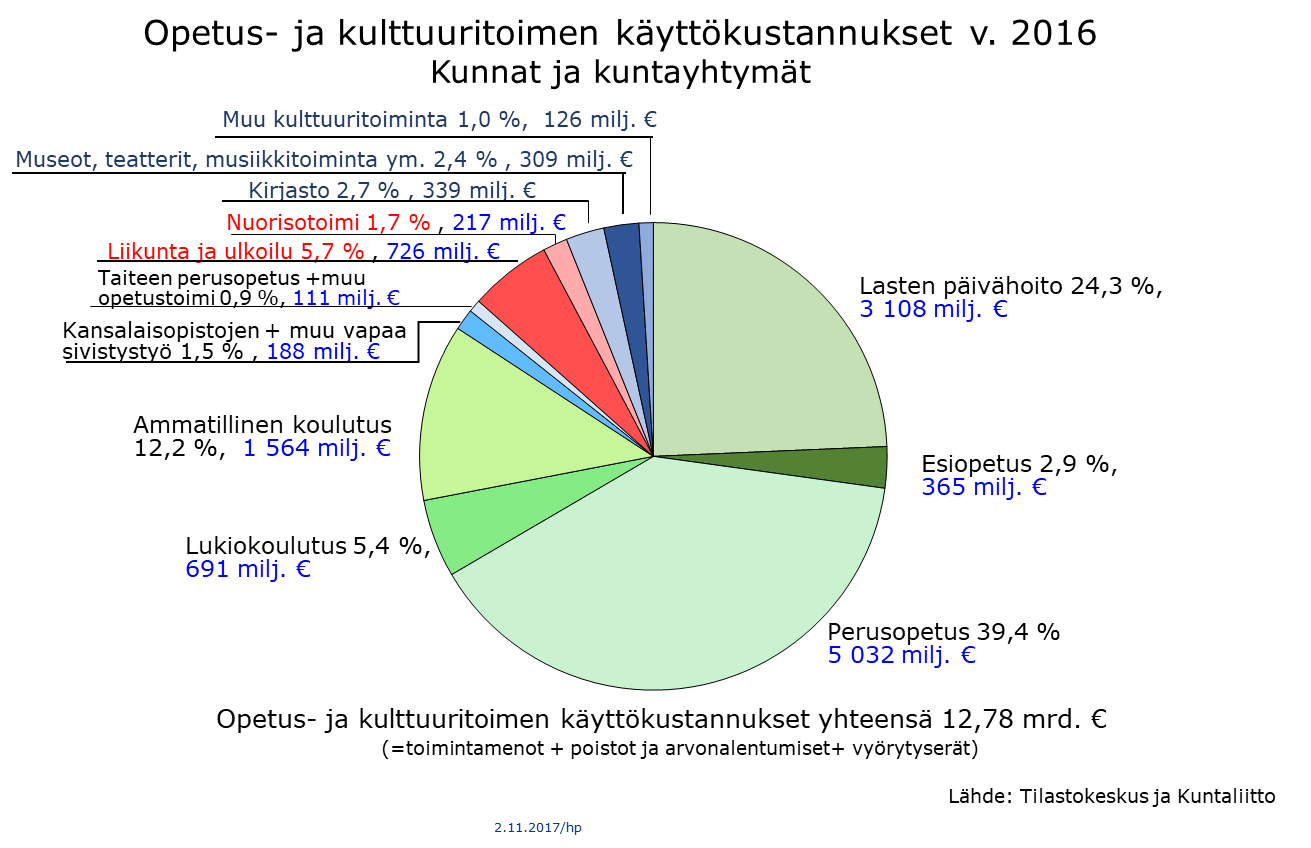 Opetus- ja kulttuuritoimen käyttökustannukset v. 2016
Kunnat ja kuntayhtymät
Muu kulttuuritoiminta 1,0 %, 126 milj. €
Museot, teatterit, musiikkitoiminta ym. 2,4 % , 309 milj. €
Kirjasto 2,7 % , 339 milj. €
Nuorisotoimi 1,7 % , 217 milj. €
Liikunta ja ulkoilu 5,7 % , 726 milj. €
Taiteen perusopetus +muu
opetustoimi 0,9 %, 111 milj. €
Kansalaisopistojen + muu vapaa
sivistystyö 1,5 % , 188 milj. €
Ammatillinen koulutus
12,2 %, 1 564 milj. €
Lukiokoulutus 5,4 %,
691 milj. €
Lasten päivähoito 24,3 %,
3 108 milj. €
Esiopetus 2,9 %,
365 milj. €
Perusopetus 39,4 %
5 032 milj. €
Opetus- ja kulttuuritoimen käyttökustannukset yhteensä 12,78 mrd. €
(=toimintamenot + poistot ja arvonalentumiset+ vyörytyserät)
Lähde: Tilastokeskus ja Kuntaliitto
2.11.2017/hp